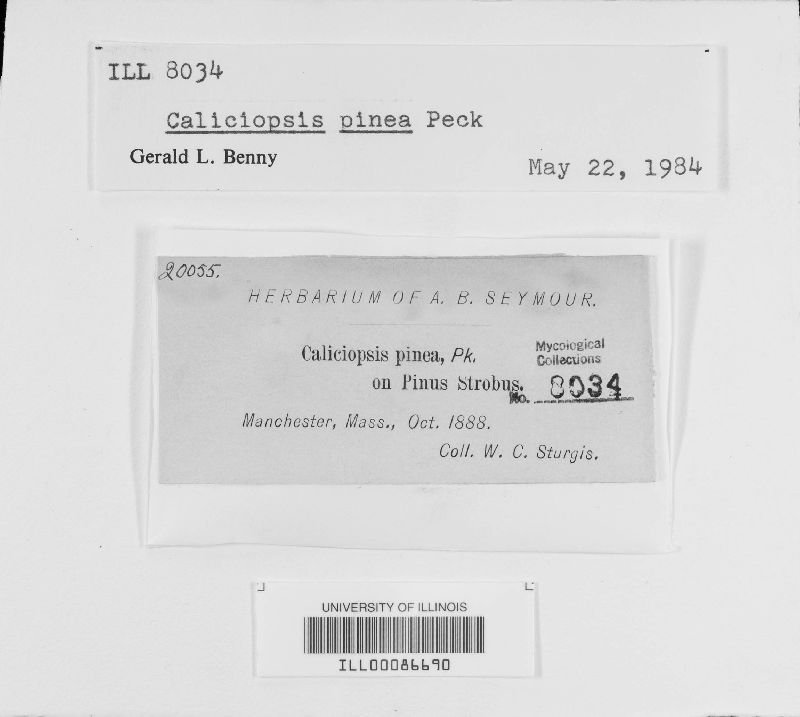 ILL 8034
Caliciopsis pinea Peck
Gerald L. Benny
May 22, 1984
20055.
HERBARIUM OF A. B. SEYMOUR.
Caliciopsis pinea, Pk.
on Pinus Strobus.
Mycological
Collections
No. 8034
Manchester, Mass., Oct. 1888.
Coll. W. C. Sturgis.
UNIVERSITY OF ILLINOIS
ILL00086690